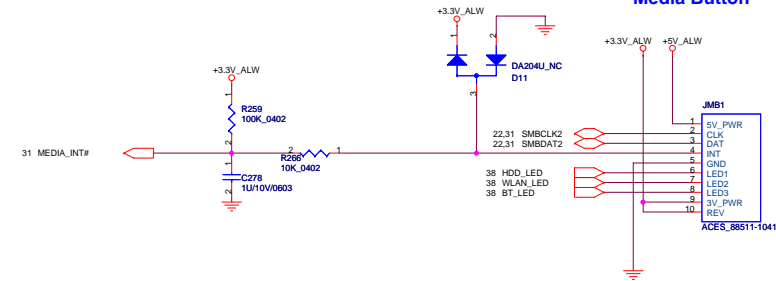 Media Button
+3.3V_ALW
+3.3V_ALW +5V_ALW
1 2
DA204U_NC
D11
3
+3.3V_ALW
1
R259
100K_0402
2
31 MEDIA_INT#
2 1
R266
10K_0402
1
C278
1U/10V/0603
2
JMB1
22,31 SMBCLK2
22,31 SMBDAT2
38 HDD_LED
38 WLAN_LED
38 BT_LED
1 5V_PWR
2 CLK
3 DAT
4 INT
5 GND
6 LED1
7 LED2
8 LED3
9 3V_PWR
10 REV
ACES_88511-1041